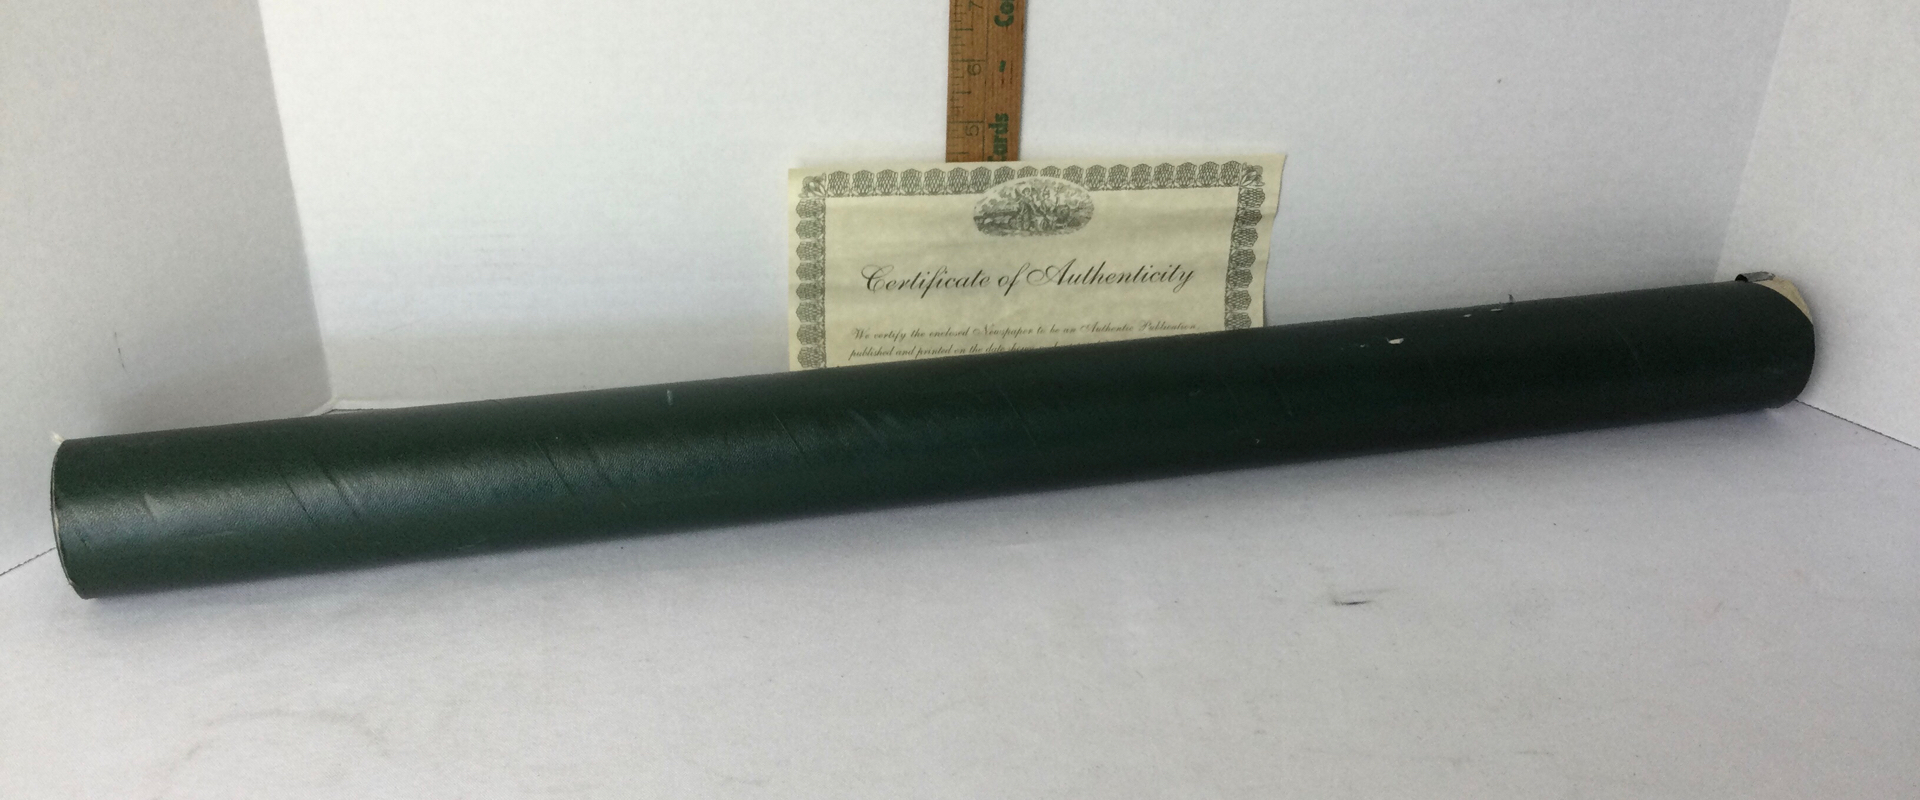 7
Co
6
5
Cards
Certificate of Authenticity
We certify the enclosed Newspaper to be an Authentic Publication
published and printed on the date